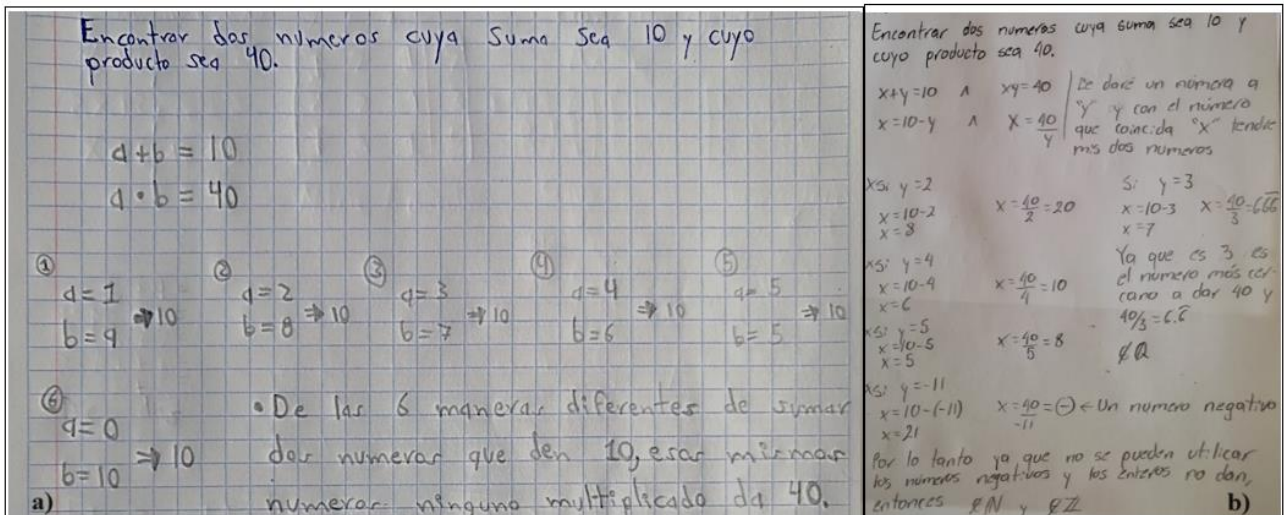 Encontrar dos numeros cuya Suma Sea 10 y cuyo
producto sea 40.
a+b = 10
a•b = 40
① ② ③ ④ ⑤
a=1 a=2 a=3 a=4 a=5
⇒10 ⇒10 ⇒10 ⇒10 ⇒10
b=9 b=8 b=7 b=6 b=5
⑥
a=0
⇒10
b=10
•De las 6 maneras diferentes de sumar
dos numeros que den 10, esas mismas
numeros ninguno multiplicado da 40.
a)
Encontrar dos numeros cuya suma sea 10 y
cuyo producto sea 40.
x+y=10 ∧ xy=40
x=10-y ∧ x=40/y
Le daré un número a
"y" y con el número
que coincida "x" tendré
mis dos numeros
x Si y=2
x=10-2 x=40/2=20
x=8
Si y=3
x=10-3 x=40/3=6.
x=7
Ya que es 3 es
el numero más cer-
cano a dar 40 y
40/3=6.6
∉Q
x Si y=4
x=10-4 x=40/4=10
x=6
x Si y=5
x=10-5 x=40/5=8
x=5
x Si y=-11
x=10-(-11) x=40/-11=(-)←Un numero negativo
x=21
Por lo tanto ya que no se pueden utilicar
los números negativos y los enteros no dan,
entonces ∉N y ∉Z
b)